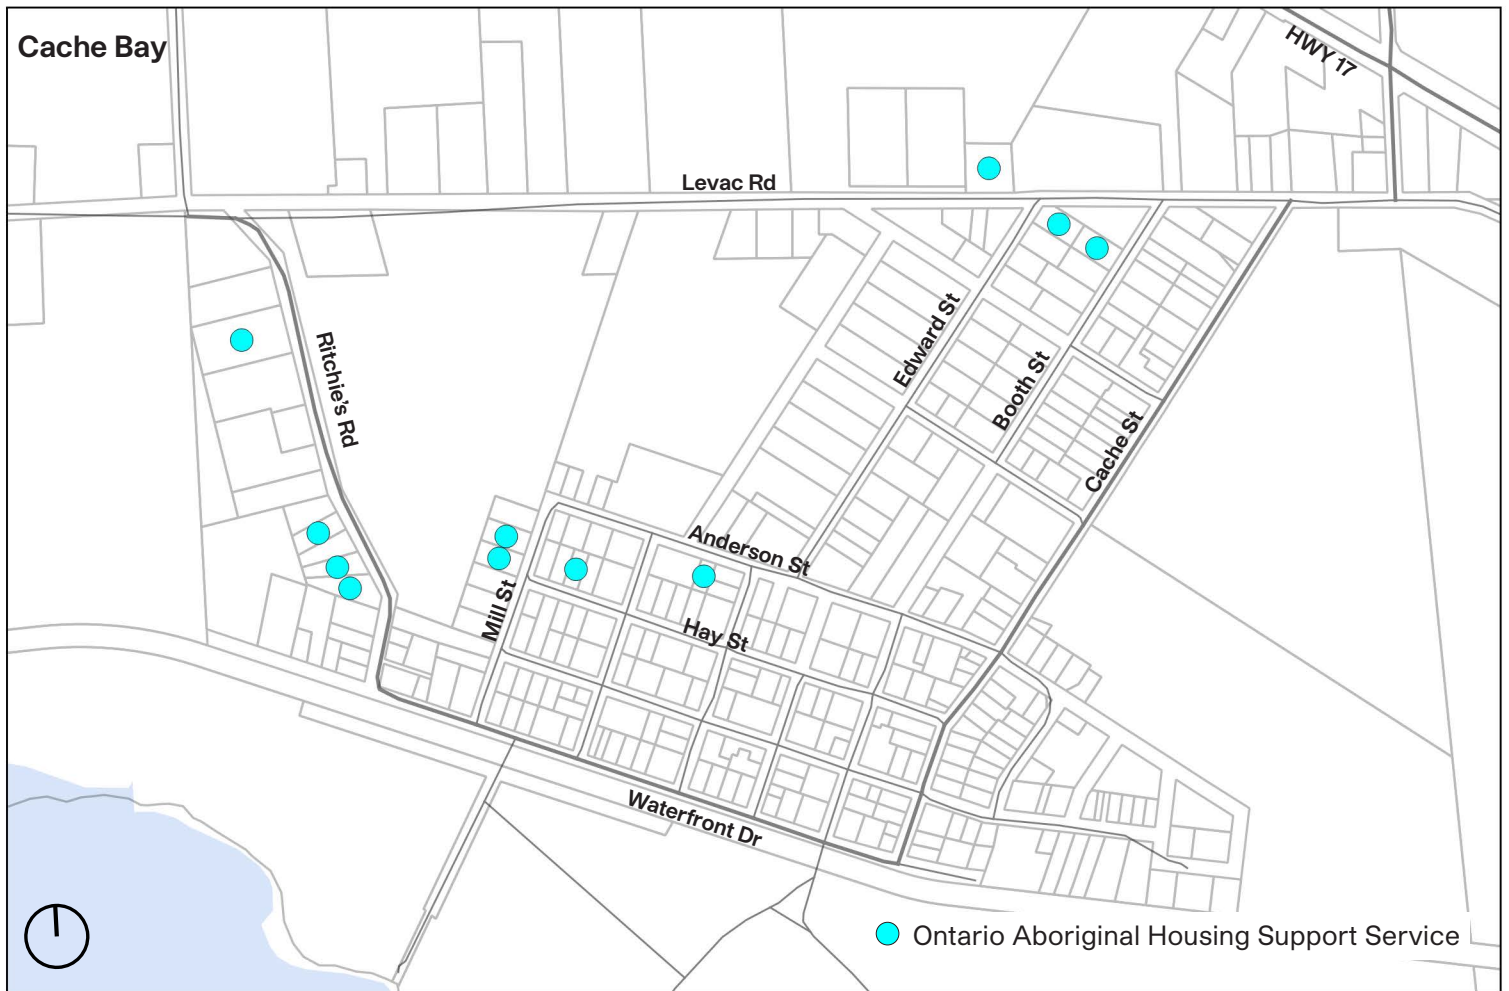 Cache Bay
HWY 17
Levac Rd
Ritchie's Rd
Edward St
Booth St
Cache St
Anderson St
Mill St
Hay St
Waterfront Dr
Ontario Aboriginal Housing Support Service